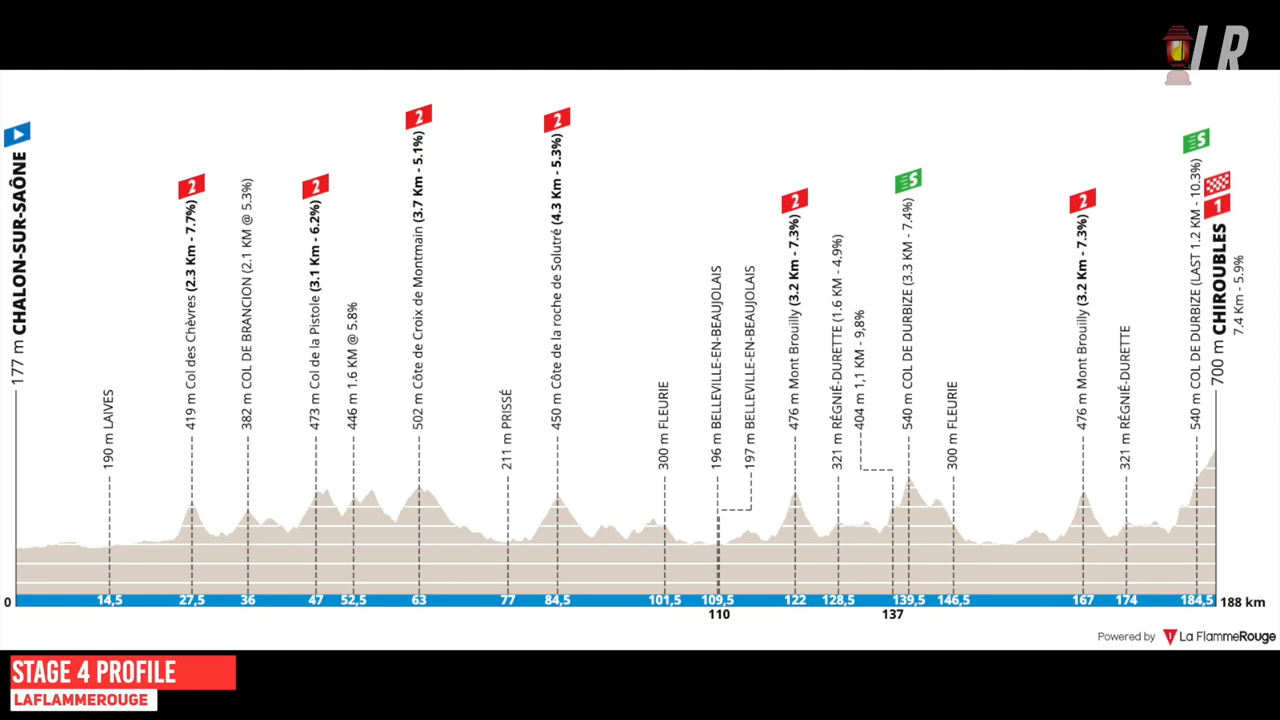 LR
177 m CHALON-SUR-SAÔNE
190 m LAIVES
2
419 m Col des Chèvres (2.3 Km - 7.7%)
382 m COL DE BRANCION (2.1 KM @ 5.3%)
2
473 m Col de la Pistole (3.1 Km - 6.2%)
446 m 1.6 KM @ 5.8%
2
502 m Côte de Croix de Montmain (3.7 Km - 5.1%)
211 m PRISSÉ
2
450 m Côte de la roche de Solutré (4.3 Km - 5.3%)
300 m FLEURIE
196 m BELLEVILLE-EN-BEAUJOLAIS
197 m BELLEVILLE-EN-BEAUJOLAIS
2
476 m Mont Brouilly (3.2 Km - 7.3%)
321 m RÉGNIÉ-DURETTE (1.6 KM - 4.9%)
404 m 1,1 KM - 9,8%
S
540 m COL DE DURBIZE (3.3 KM - 7.4%)
300 m FLEURIE
2
476 m Mont Brouilly (3.2 Km - 7.3%)
321 m RÉGNIÉ-DURETTE
S
540 m COL DE DURBIZE (LAST 1.2 KM - 10.3%)
1
700 m CHIROUBLES
7.4 Km - 5.9%
0 14,5 27,5 36 47 52,5 63 77 84,5 101,5 109,5 122 128,5 139,5 146,5 167 174 184,5 188 km
110 137
Powered by La FlammeRouge
STAGE 4 PROFILE
LAFLAMMEROUGE